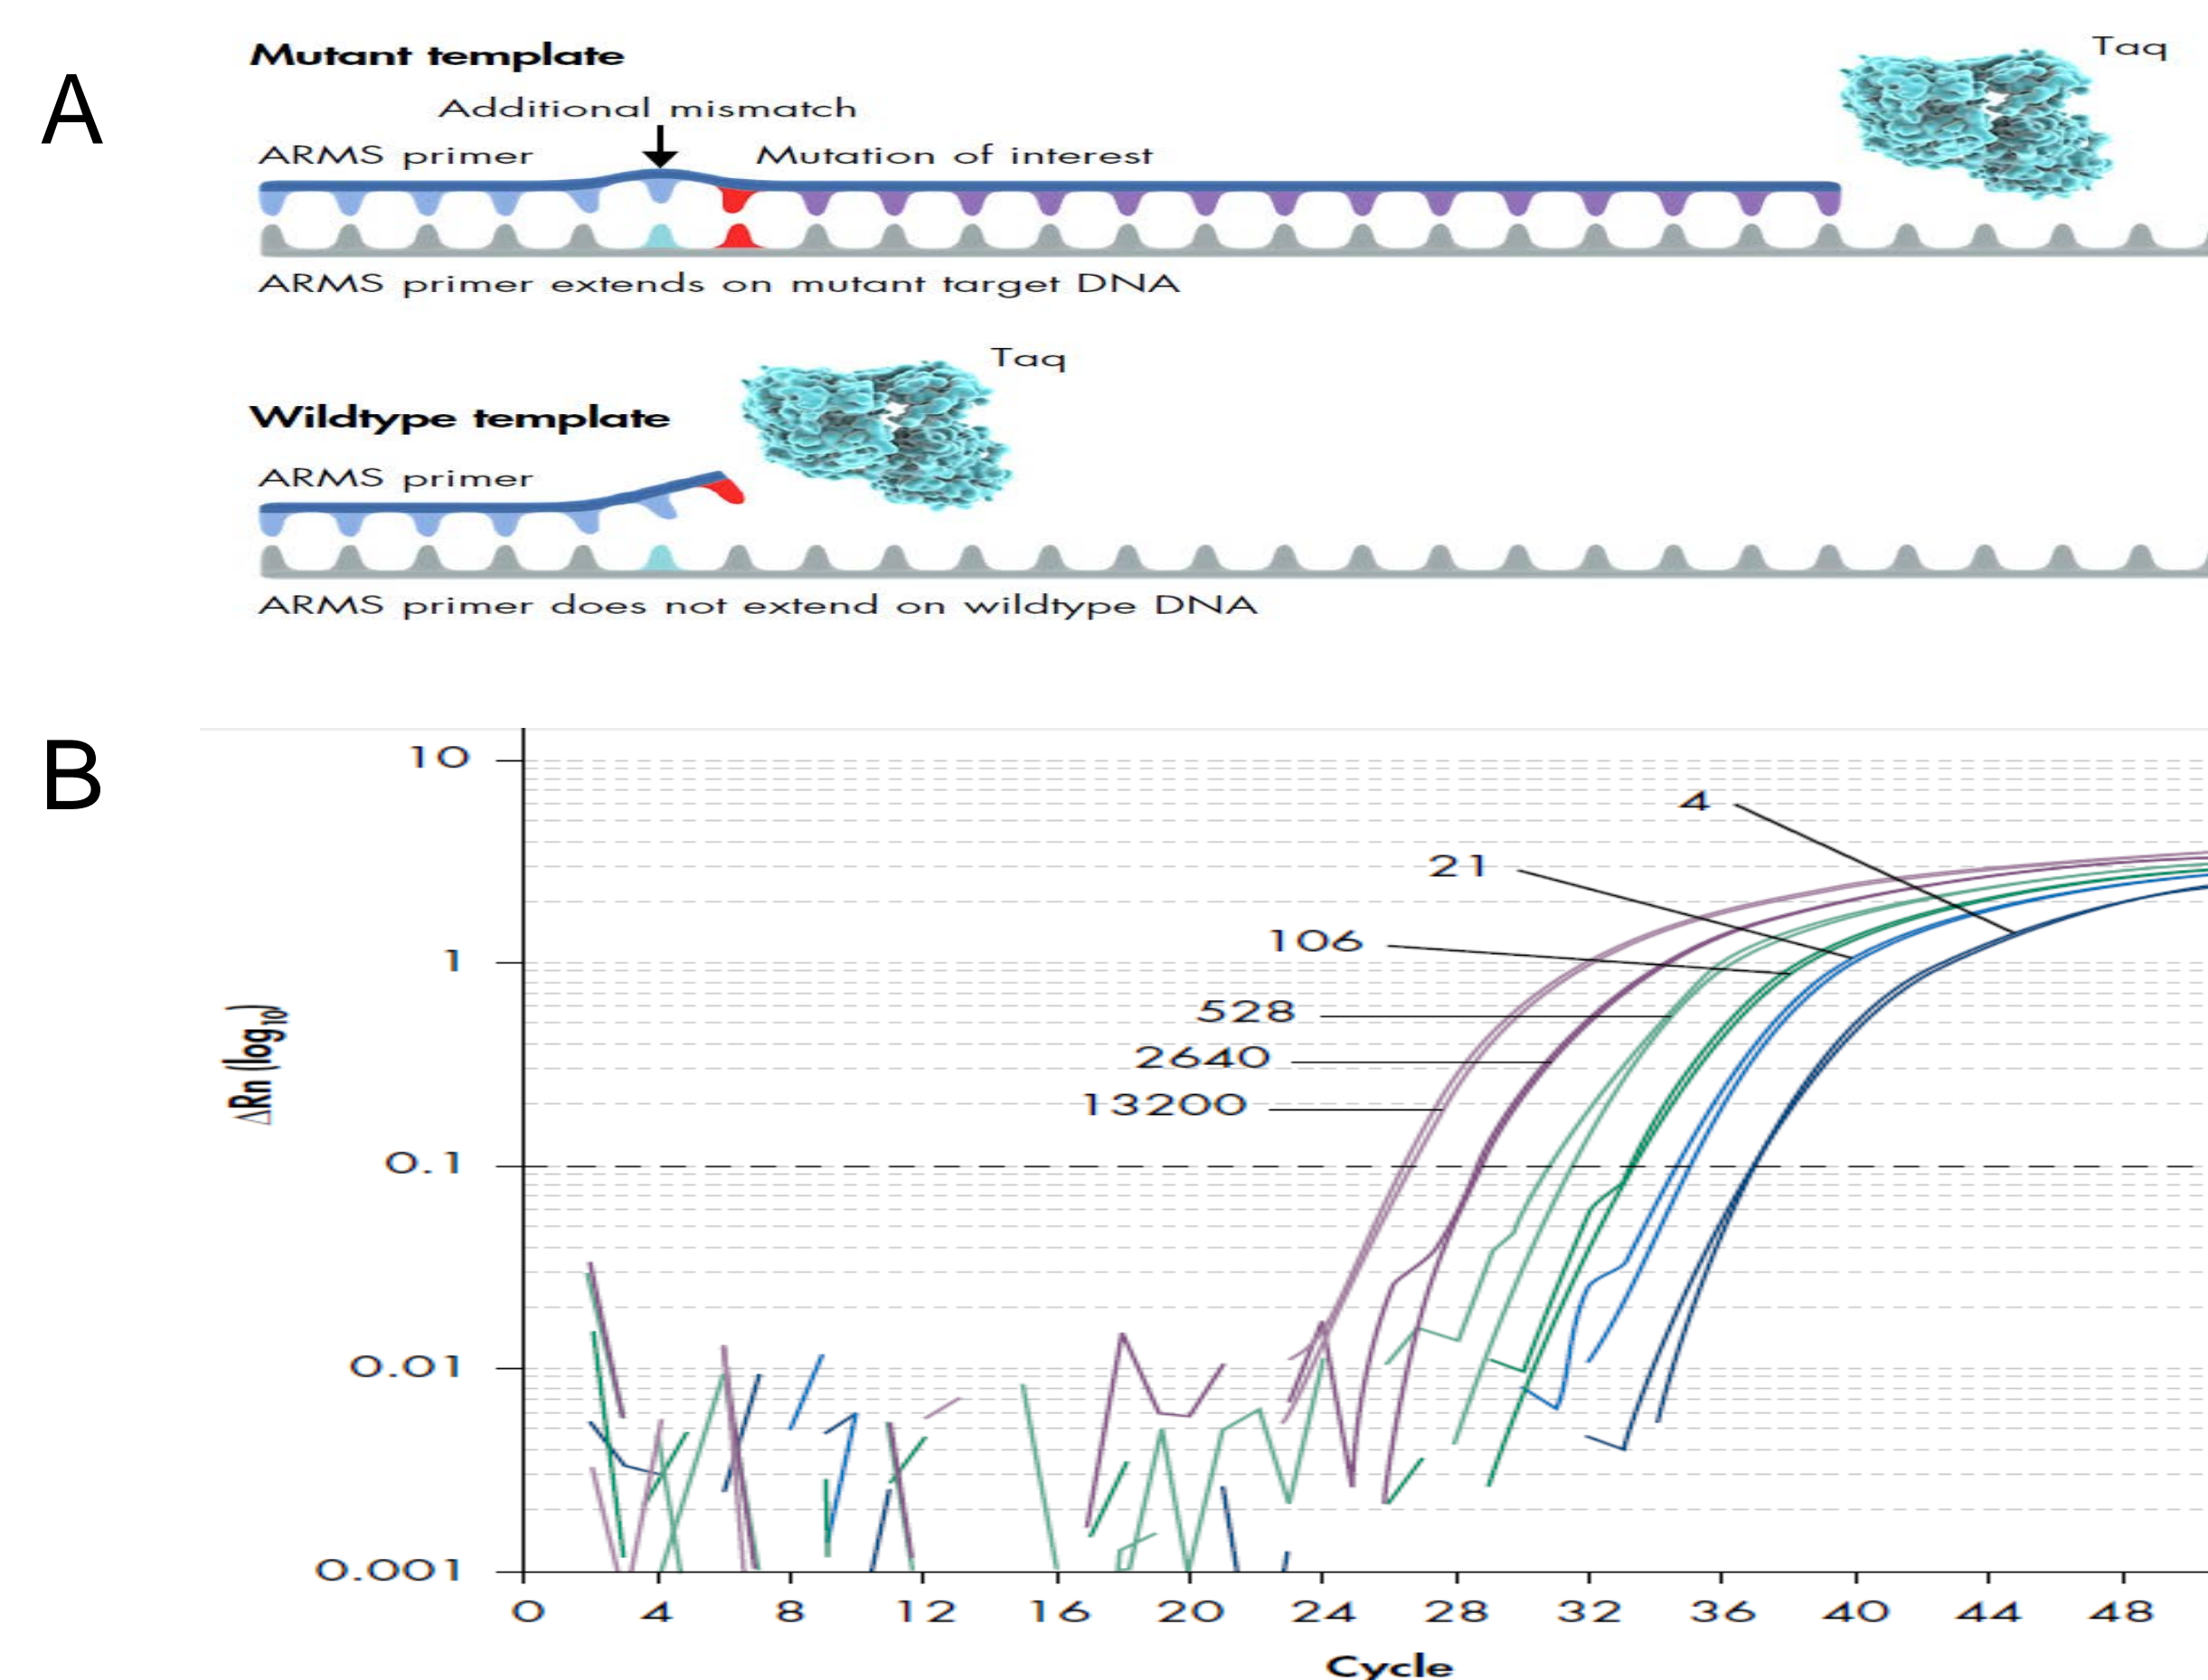 A
Mutant template
Taq
Additional mismatch
ARMS primer
Mutation of interest
ARMS primer extends on mutant target DNA
Taq
Wildtype template
ARMS primer
ARMS primer does not extend on wildtype DNA
B
10
4
21
1
106
528
2640
13200
ΔRn (log10)
0.1
0.01
0.001
0 4 8 12 16 20 24 28 32 36 40 44 48
Cycle